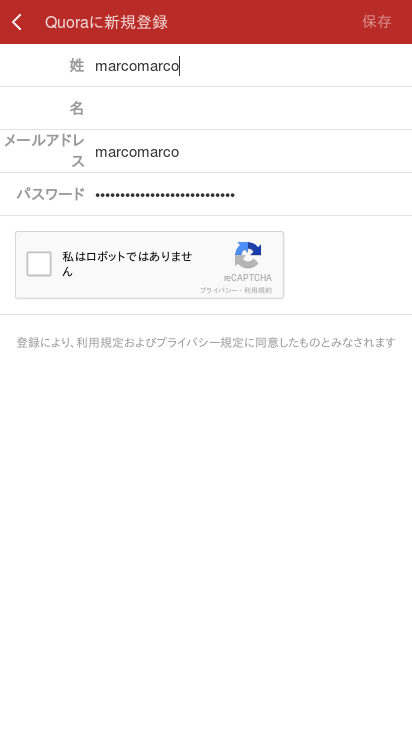 Quoraに新規登録 保存
姓 marcomarco
名
メールアドレ
ス marcomarco
パスワード ••••••••••••••••••••••••••••
私はロボットではありませ
ん
reCAPTCHA
プライバシー - 利用規約
登録により、利用規定およびプライバシー規定に同意したものとみなされます